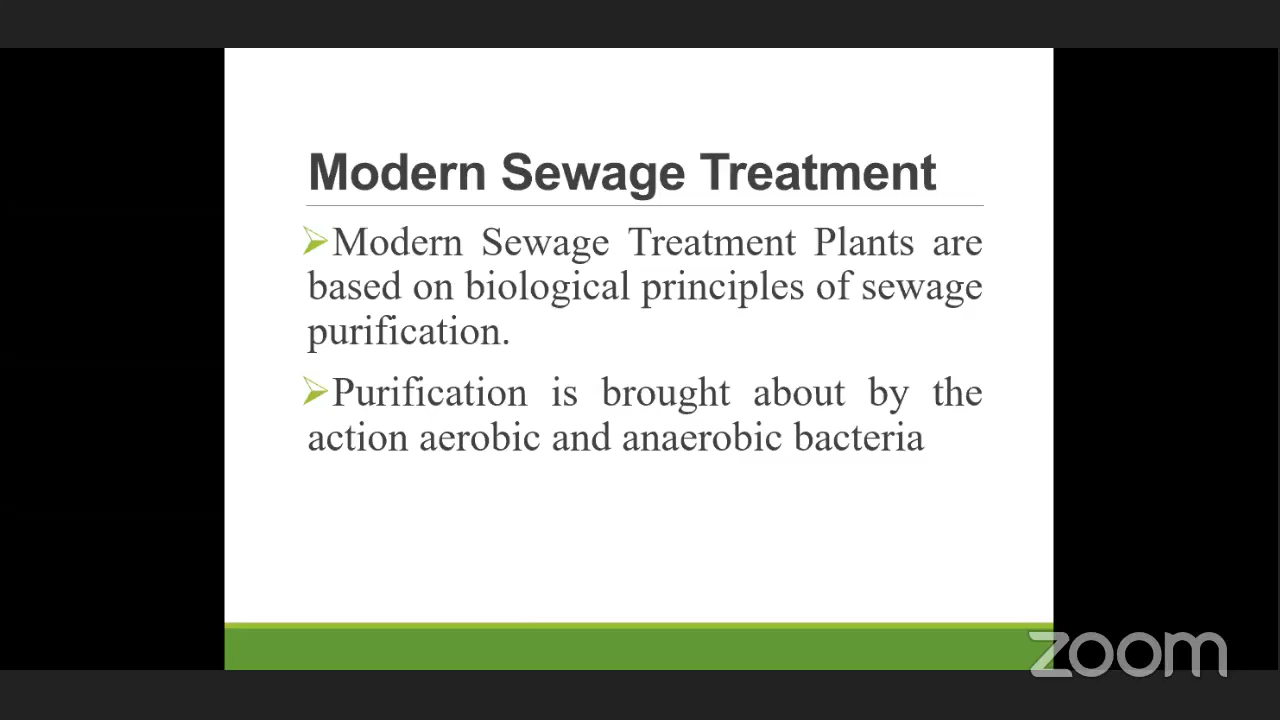 Modern Sewage Treatment
➢Modern Sewage Treatment Plants are
based on biological principles of sewage
purification.
➢Purification is brought about by the
action aerobic and anaerobic bacteria
zoom